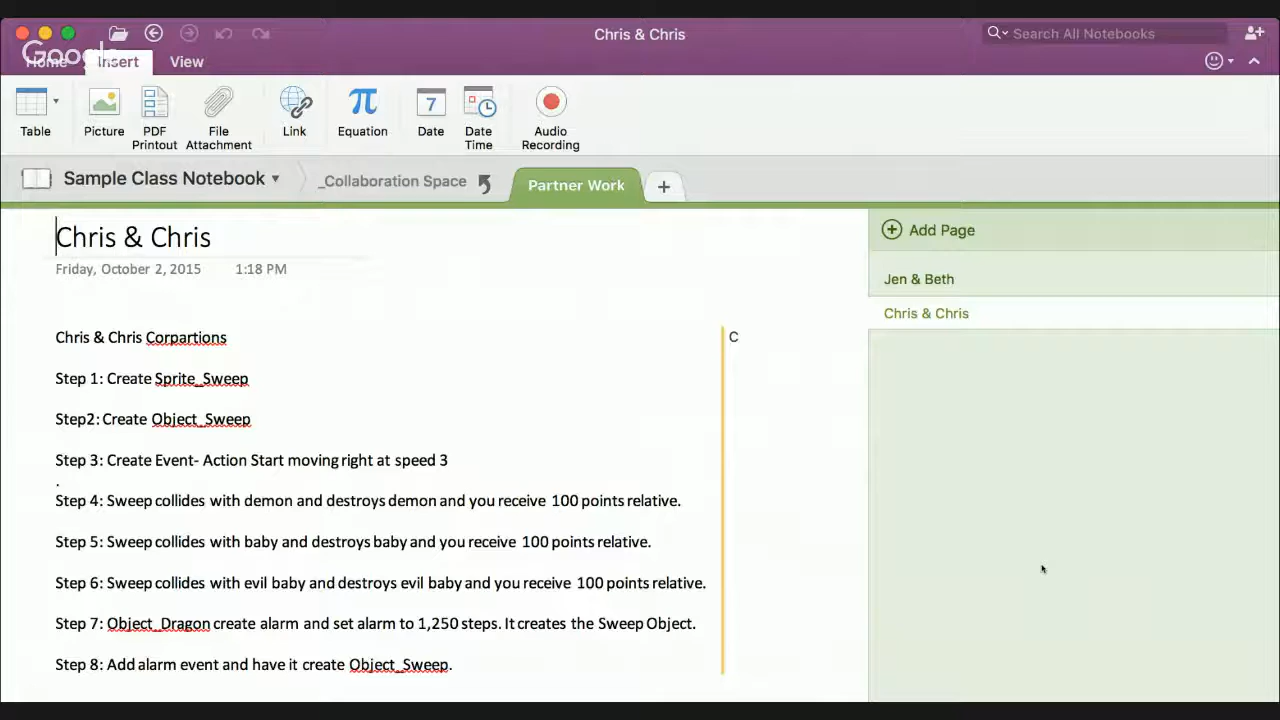 Chris & Chris
Search All Notebooks
Google
Home
Insert
View
Table
Picture
PDF Printout
File Attachment
Link
Equation
7
Date
Date Time
Audio Recording
Sample Class Notebook
_Collaboration Space
Partner Work
+
Chris & Chris
Friday, October 2, 2015 1:18 PM
Chris & Chris Corpartions
C
Step 1: Create Sprite_Sweep
Step2: Create Object_Sweep
Step 3: Create Event- Action Start moving right at speed 3
.
Step 4: Sweep collides with demon and destroys demon and you receive 100 points relative.
Step 5: Sweep collides with baby and destroys baby and you receive 100 points relative.
Step 6: Sweep collides with evil baby and destroys evil baby and you receive 100 points relative.
Step 7: Object_Dragon create alarm and set alarm to 1,250 steps. It creates the Sweep Object.
Step 8: Add alarm event and have it create Object_Sweep.
Add Page
Jen & Beth
Chris & Chris